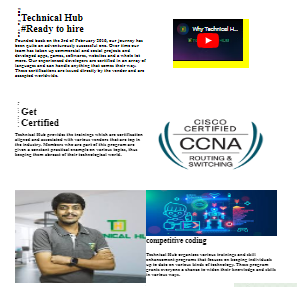 Technical Hub
#Ready to hire
Founded back on the 3rd of February 2016, our journey has
been quite an adventurously successful one. Over time our
team has taken up commercial and social projects and
developed apps, games, softwares, websites and a whole lot
more. Our experienced developers are certified in an array of
languages and can handle anything that comes their way.
These certifications are issued directly by the vendor and are
accepted worldwide.
Why Technical H...
Get
Certified
Technical Hub provides the trainings which are certification
aligned and associated with various vendors that are top in
the industry. Members who are part of this program are
given a constant practical example on various topics, thus
keeping them abreast of their technological world.
CISCO
CERTIFIED
CCNA
ROUTING &
SWITCHING
NICAL H
competitive coding
Technical Hub organizes various trainings and skill
enhancement programs that focuses on keeping individuals
up to date on various kinds of technology. These program
grants everyone a chance to widen their knowledge and skills
in various ways.